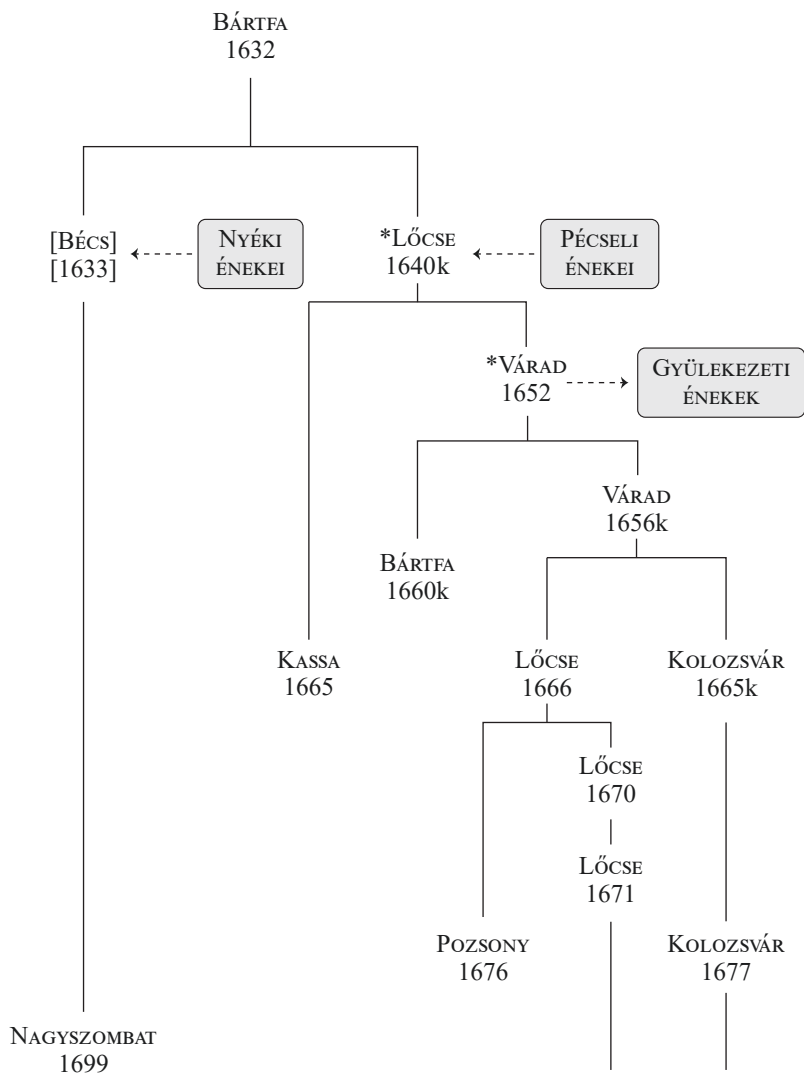 BÁRTFA
1632
[BÉCS]
[1633]
NYÉKI
ÉNEKEI
*LŐCSE
1640k
PÉCSELI
ÉNEKEI
*VÁRAD
1652
GYÜLEKEZETI
ÉNEKEK
VÁRAD
1656k
BÁRTFA
1660k
KASSA
1665
LŐCSE
1666
KOLOZSVÁR
1665k
LŐCSE
1670
LŐCSE
1671
POZSONY
1676
KOLOZSVÁR
1677
NAGYSZOMBAT
1699